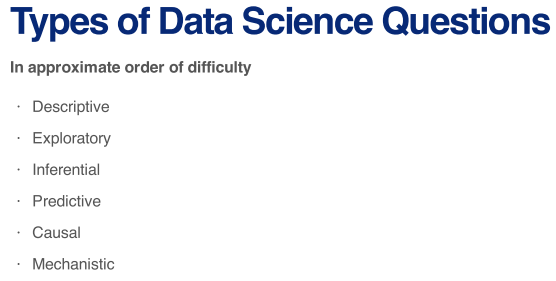 Types of Data Science Questions
In approximate order of difficulty
· Descriptive
· Exploratory
· Inferential
· Predictive
· Causal
· Mechanistic